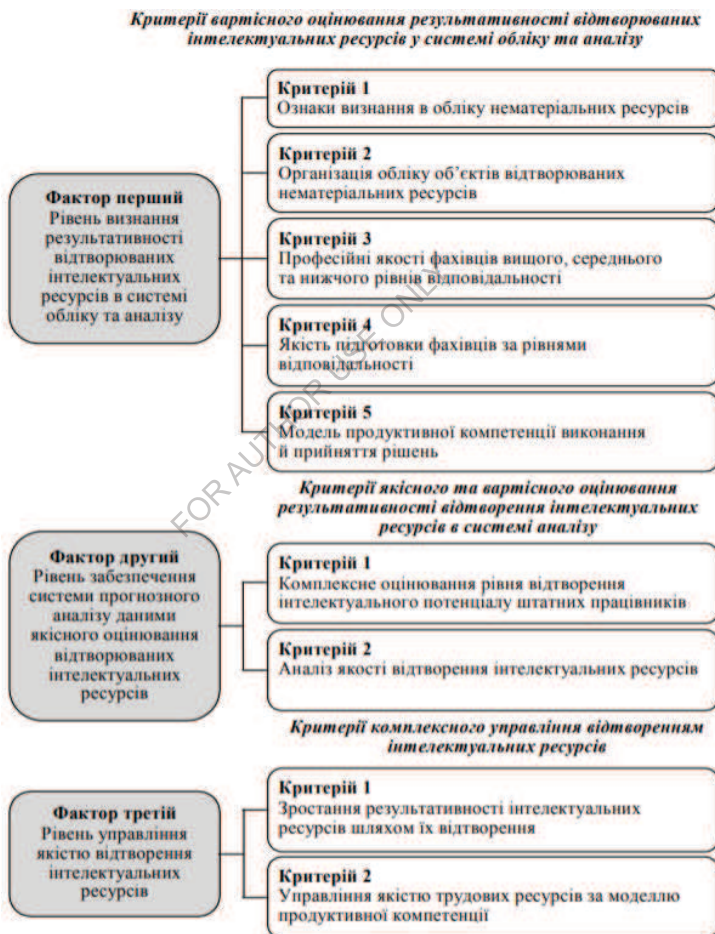 Критерії вартісного оцінювання результативності відтворюваних
інтелектуальних ресурсів у системі обліку та аналізу
Фактор перший
Рівень визнання
результативності
відтворюваних
інтелектуальних
ресурсів в системі
обліку та аналізу
Критерій 1
Ознаки визнання в обліку нематеріальних ресурсів
Критерій 2
Організація обліку об’єктів відтворюваних
нематеріальних ресурсів
Критерій 3
Професійні якості фахівців вищого, середнього
та нижчого рівнів відповідальності
Критерій 4
Якість підготовки фахівців за рівнями
відповідальності
Критерій 5
Модель продуктивної компетенції виконання
й прийняття рішень
FOR AUTHOR USE ONLY
Критерії якісного та вартісного оцінювання
результативності відтворення інтелектуальних
ресурсів в системі аналізу
Фактор другий
Рівень забезпечення
системи прогнозного
аналізу даними
якісного оцінювання
відтворюваних
інтелектуальних
ресурсів
Критерій 1
Комплексне оцінювання рівня відтворення
інтелектуального потенціалу штатних працівників
Критерій 2
Аналіз якості відтворення інтелектуальних ресурсів
Критерії комплексного управління відтворенням
інтелектуальних ресурсів
Фактор третій
Рівень управління
якістю відтворення
інтелектуальних
ресурсів
Критерій 1
Зростання результативності інтелектуальних
ресурсів шляхом їх відтворення
Критерій 2
Управління якістю трудових ресурсів за моделлю
продуктивної компетенції